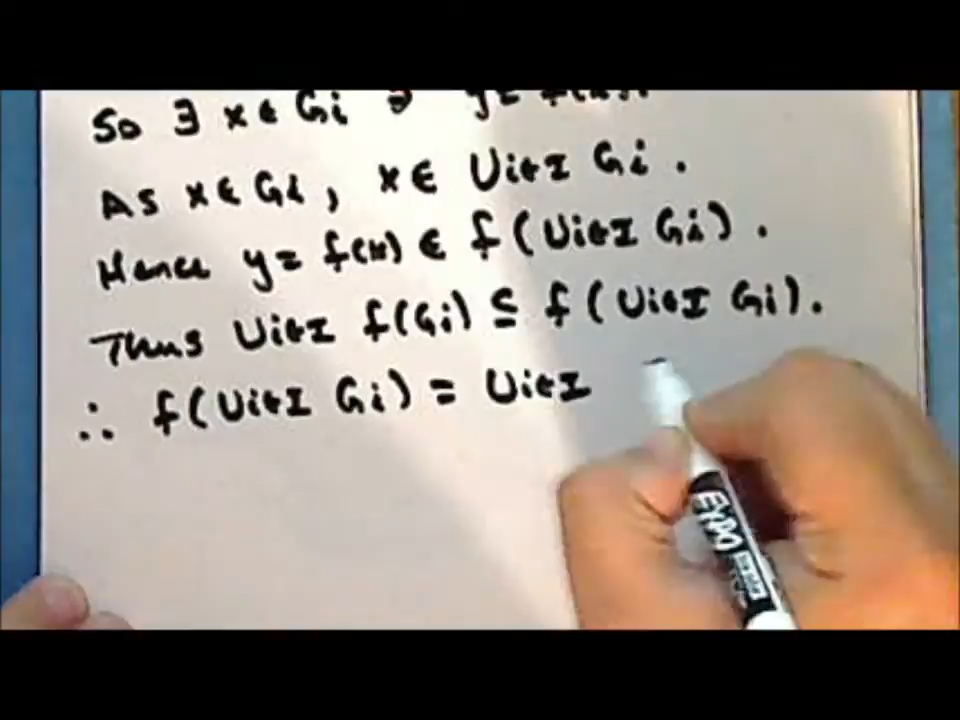 So ∃ x ∈ Gi ∋ y = f(x).
As x ∈ Gi, x ∈ Ui∈I Gi.
Hence y = f(x) ∈ f(Ui∈I Gi).
Thus Ui∈I f(Gi) ⊆ f(Ui∈I Gi).
∴ f(Ui∈I Gi) = Ui∈I
EXPO